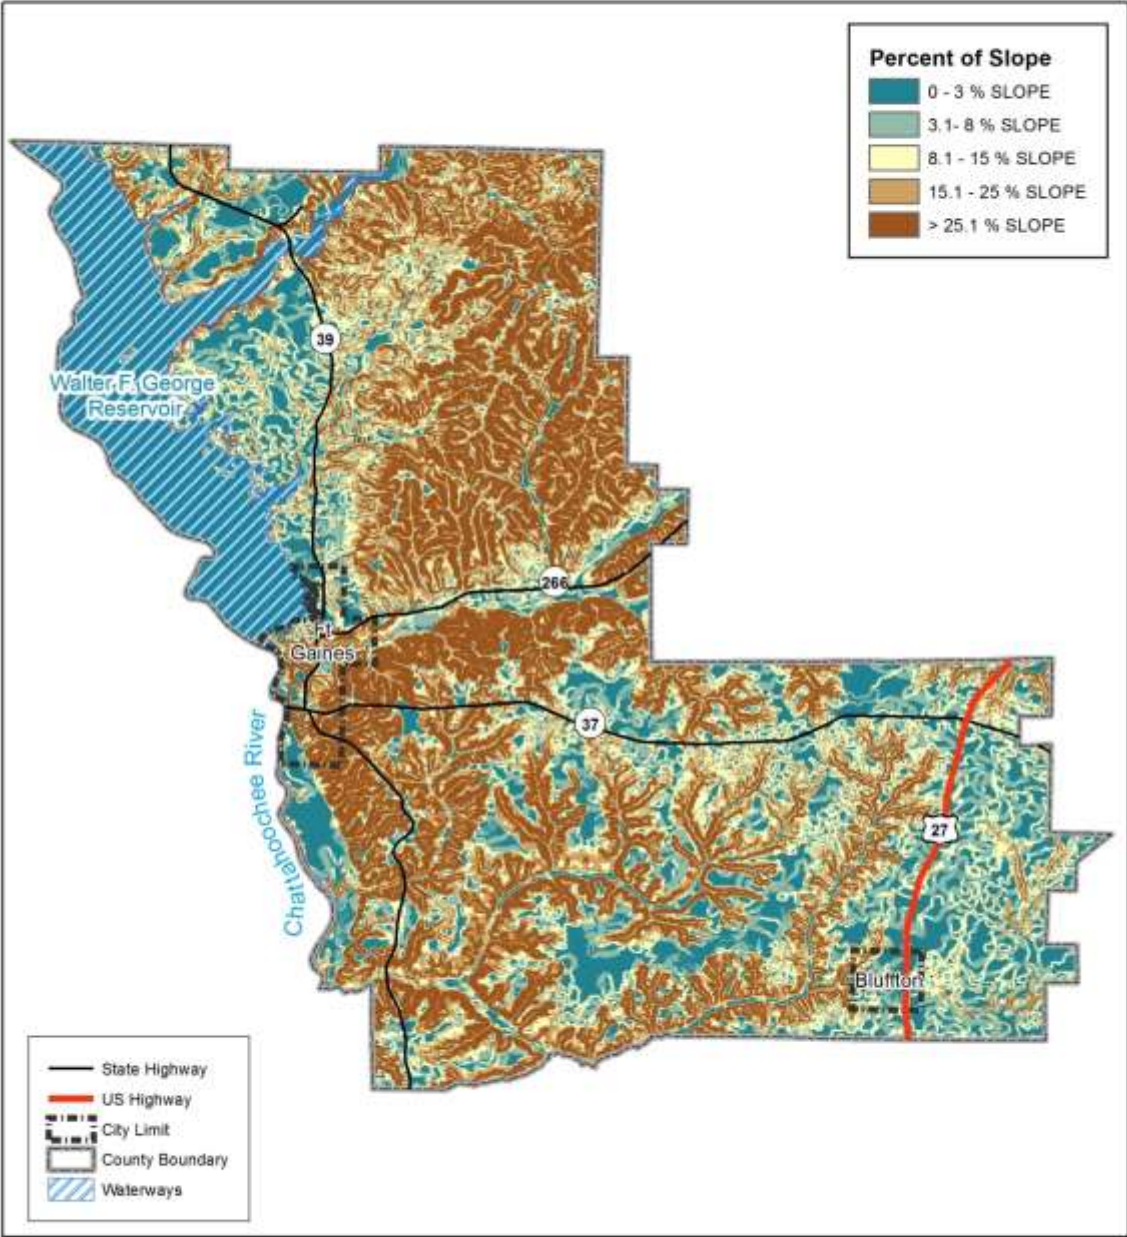 Percent of Slope
0 - 3 % SLOPE
3.1- 8 % SLOPE
8.1 - 15 % SLOPE
15.1 - 25 % SLOPE
> 25.1 % SLOPE
39
Walter F. George
Reservoir
266
Ft
Gaines
37
Chattahoochee River
27
Bluffton
State Highway
US Highway
City Limit
County Boundary
Waterways